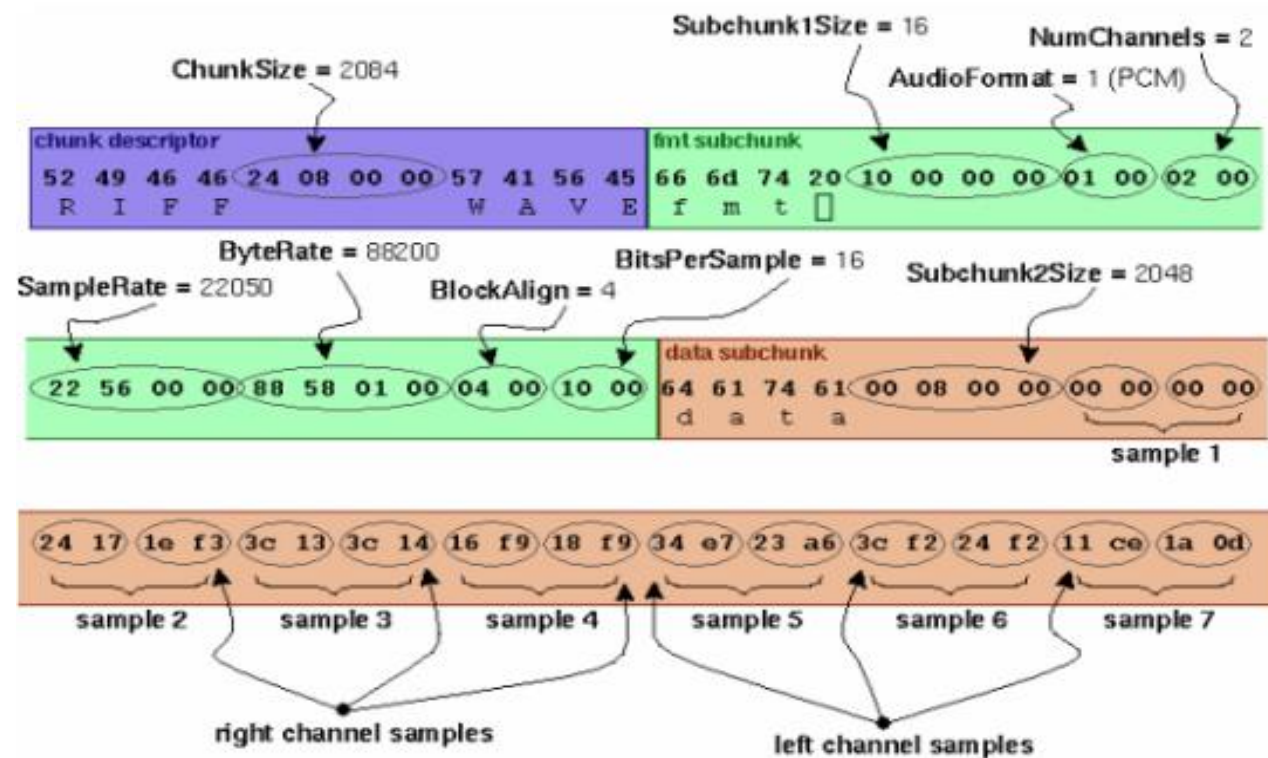 Subchunk1Size = 16
NumChannels = 2
ChunkSize = 2084
AudioFormat = 1 (PCM)
chunk descriptor
fmt subchunk
52 49 46 46 24 08 00 00 57 41 56 45 66 6d 74 20 10 00 00 00 01 00 02 00
R I F F W A V E f m t
ByteRate = 88200
BitsPerSample = 16
Subchunk2Size = 2048
SampleRate = 22050
BlockAlign = 4
data subchunk
22 56 00 00 88 58 01 00 04 00 10 00 64 61 74 61 00 08 00 00 00 00 00 00
d a t a
sample 1
24 17 1e f3 3c 13 3c 14 16 f9 18 f9 34 e7 23 a6 3c f2 24 f2 11 ce 1a 0d
sample 2 sample 3 sample 4 sample 5 sample 6 sample 7
right channel samples
left channel samples